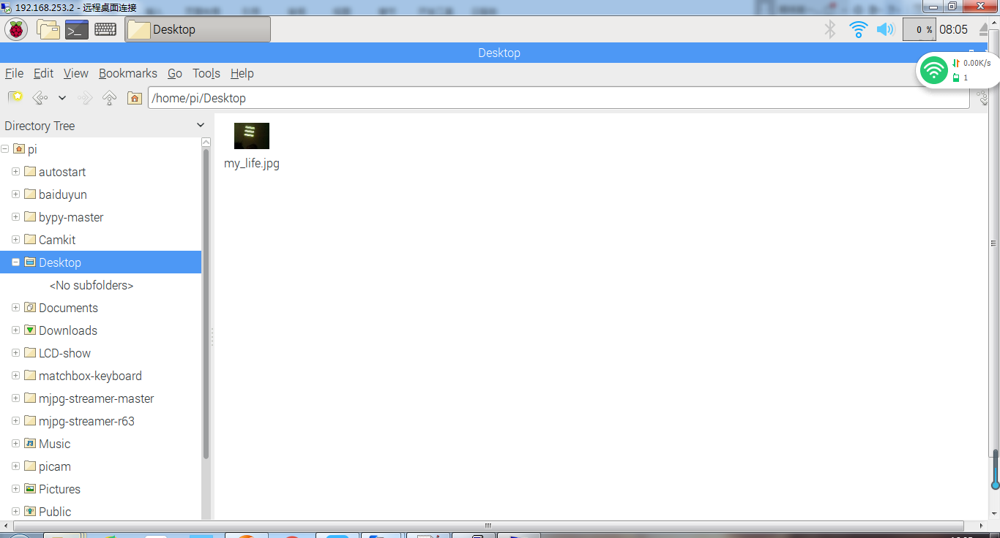 192.168.253.2 - 远程桌面连接
Desktop
0 %
08:05
Desktop
0.00K/s
1
File Edit View Bookmarks Go Tools Help
/home/pi/Desktop
Directory Tree
pi
autostart
baiduyun
bypy-master
Camkit
Desktop
<No subfolders>
Documents
Downloads
LCD-show
matchbox-keyboard
mjpg-streamer-master
mjpg-streamer-r63
Music
picam
Pictures
Public
my_life.jpg